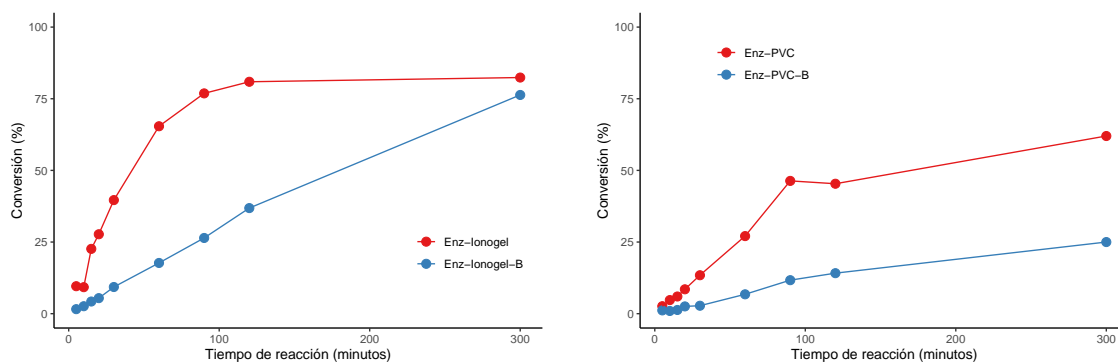 100
75
50
25
0
Conversión (%)
0
100
200
300
Tiempo de reacción (minutos)
Enz−Ionogel
Enz−Ionogel−B
100
75
50
25
0
Conversión (%)
0
100
200
300
Tiempo de reacción (minutos)
Enz−PVC
Enz−PVC−B